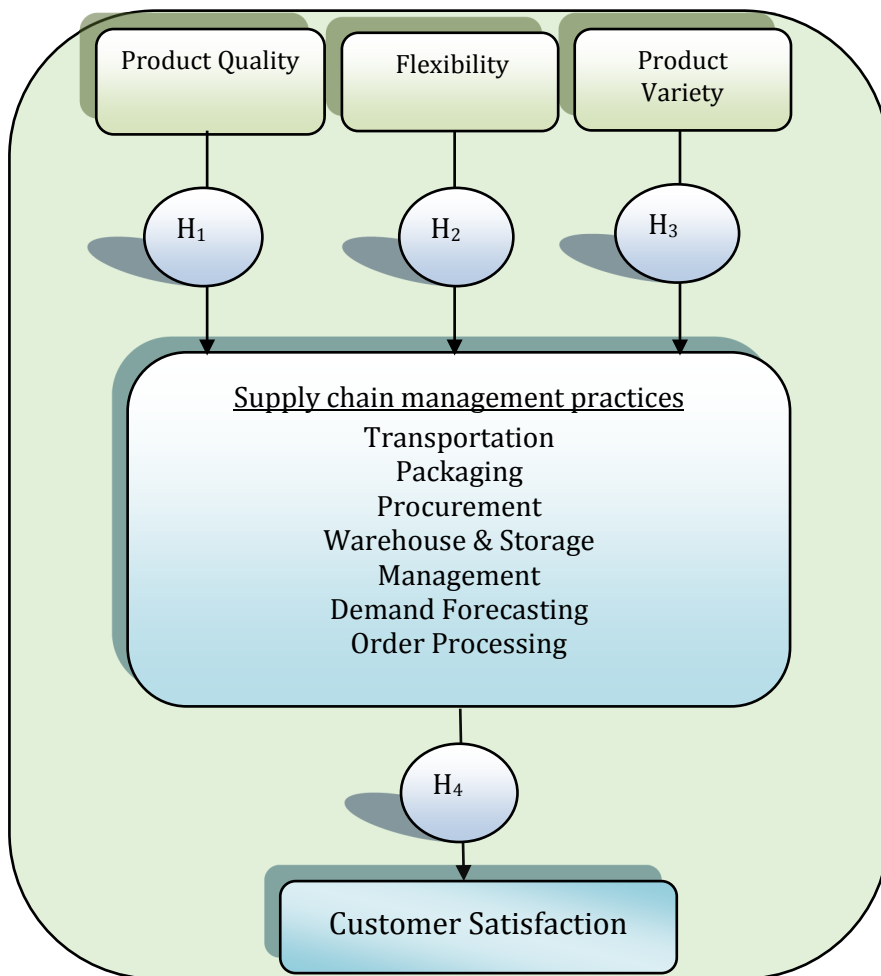 Product Quality
Flexibility
Product
Variety
H₁
H₂
H₃
Supply chain management practices
Transportation
Packaging
Procurement
Warehouse & Storage
Management
Demand Forecasting
Order Processing
H₄
Customer Satisfaction